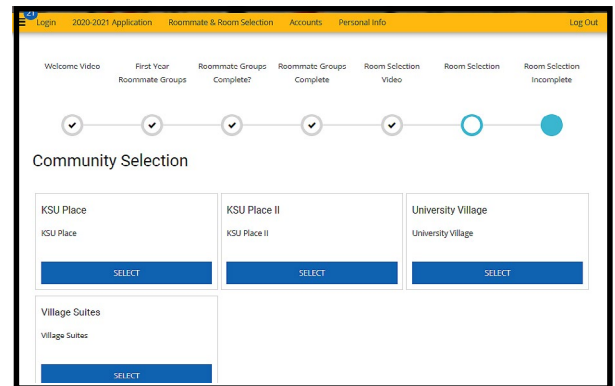 21
Login 2020-2021 Application Roommate & Room Selection Accounts Personal Info Log Out
Welcome Video First Year Roommate Groups Roommate Groups Room Selection Room Selection Room Selection
Roommate Groups Complete? Complete Video Incomplete
Community Selection
KSU Place KSU Place II University Village
KSU Place KSU Place II University Village
SELECT SELECT SELECT
Village Suites
Village Suites
SELECT